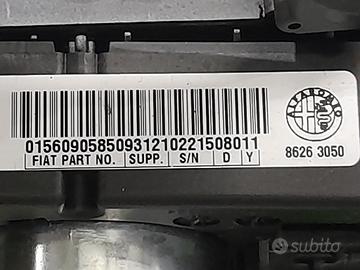 01560905850931210221508011
FIAT PART NO. SUPP. S/N D Y
ALFA ROMEO
8626 3050
subito